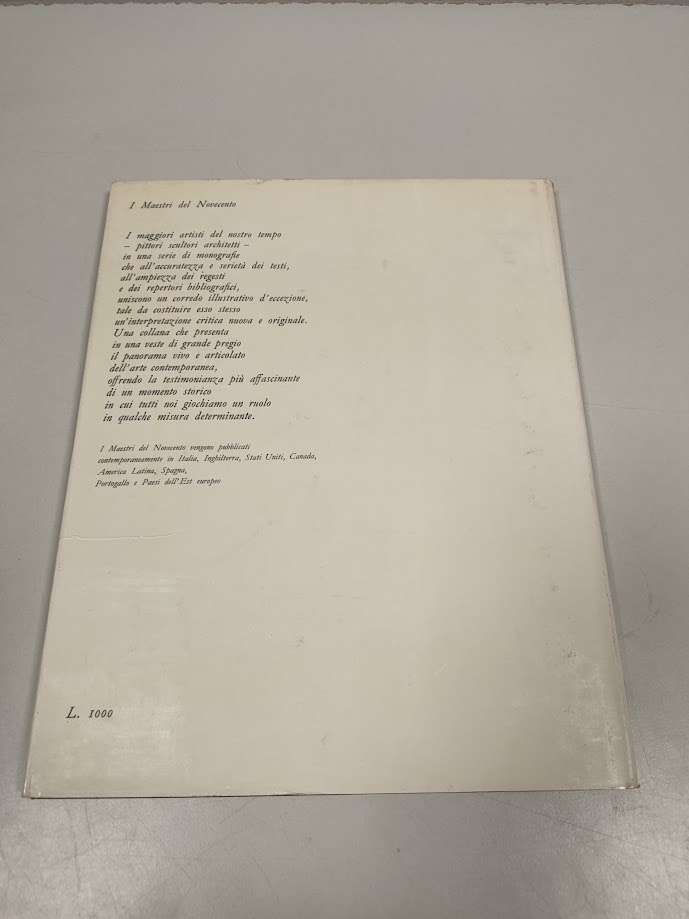 I Maestri del Novecento
I maggiori artisti del nostro tempo
– pittori scultori architetti –
in una serie di monografie
che all'accuratezza e serietà dei testi,
all'ampiezza dei regesti
e dei repertori bibliografici,
uniscono un corredo illustrativo d'eccezione,
tale da costituire esso stesso
un'interpretazione critica nuova e originale.
Una collana che presenta
in una veste di grande pregio
il panorama vivo e articolato
dell'arte contemporanea,
offrendo la testimonianza più affascinante
di un momento storico
in cui tutti noi giochiamo un ruolo
in qualche misura determinante.
I Maestri del Novecento vengono pubblicati
contemporaneamente in Italia, Inghilterra, Stati Uniti, Canada,
America Latina, Spagna,
Portogallo e Paesi dell'Est europeo
L. 1000